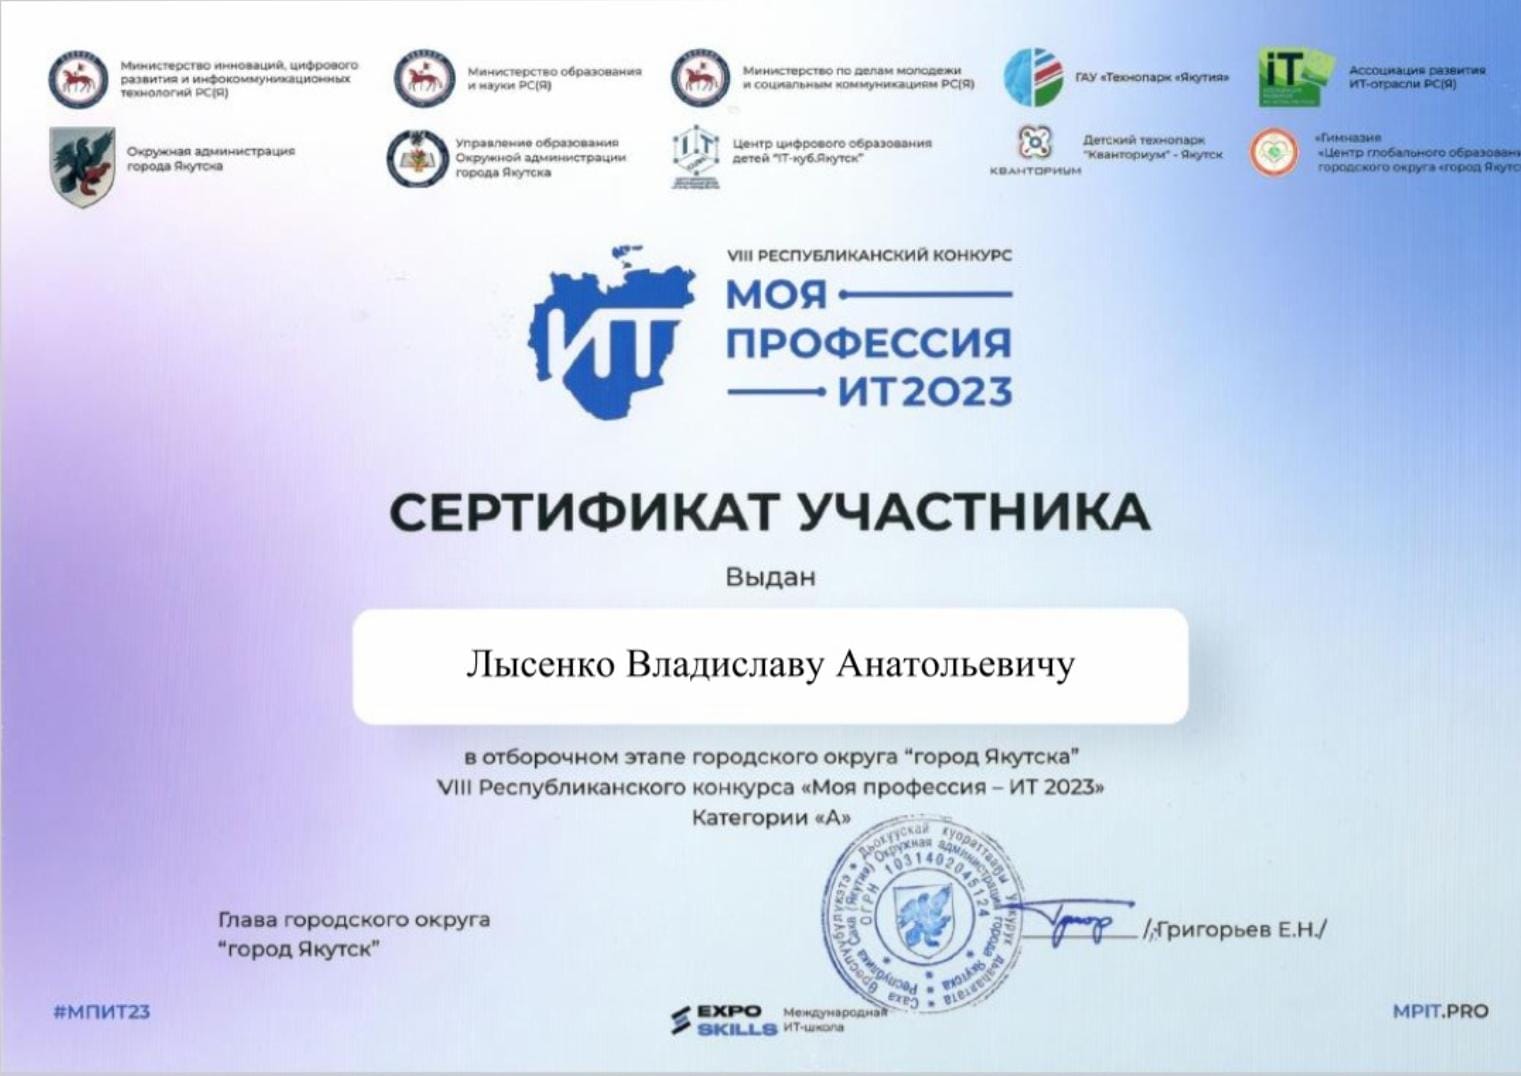 Министерство инноваций, цифрового
развития и инфокоммуникационных
технологий РС(Я)
Министерство образования
и науки РС(Я)
Министерство по делам молодежи
и социальным коммуникациям РС(Я)
ГАУ «Технопарк «Якутия»
iT
Ассоциация развития
ИТ-отрасли РС(Я)
Окружная администрация
города Якутска
Управление образования
Окружной администрации
города Якутска
Центр цифрового образования
детей "IT-куб.Якутск"
КВАНТОРИУМ
Детский технопарк
"Кванториум" - Якутск
«Гимназия
«Центр глобального образовани
городского округа «город Якутс
ИТ
VIII РЕСПУБЛИКАНСКИЙ КОНКУРС
МОЯ
ПРОФЕССИЯ
ИТ2023
СЕРТИФИКАТ УЧАСТНИКА
Выдан
Лысенко Владиславу Анатольевичу
в отборочном этапе городского округа "город Якутска"
VIII Республиканского конкурса «Моя профессия – ИТ 2023»
Категории «А»
Глава городского округа
"город Якутск"
Республика Саха (Якутия) Окружная администрация города Якутска
ОГРН 1031402045124
/Григорьев Е.Н./
#МПИТ23
EXPO
SKILLS
Международная
ИТ-школа
MPIT.PRO